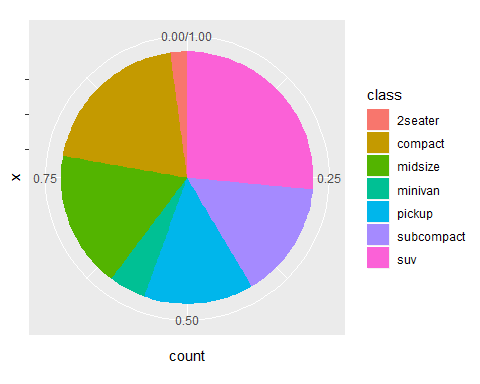 0.00/1.00
0.75
0.25
0.50
x
count
class
2seater
compact
midsize
minivan
pickup
subcompact
suv